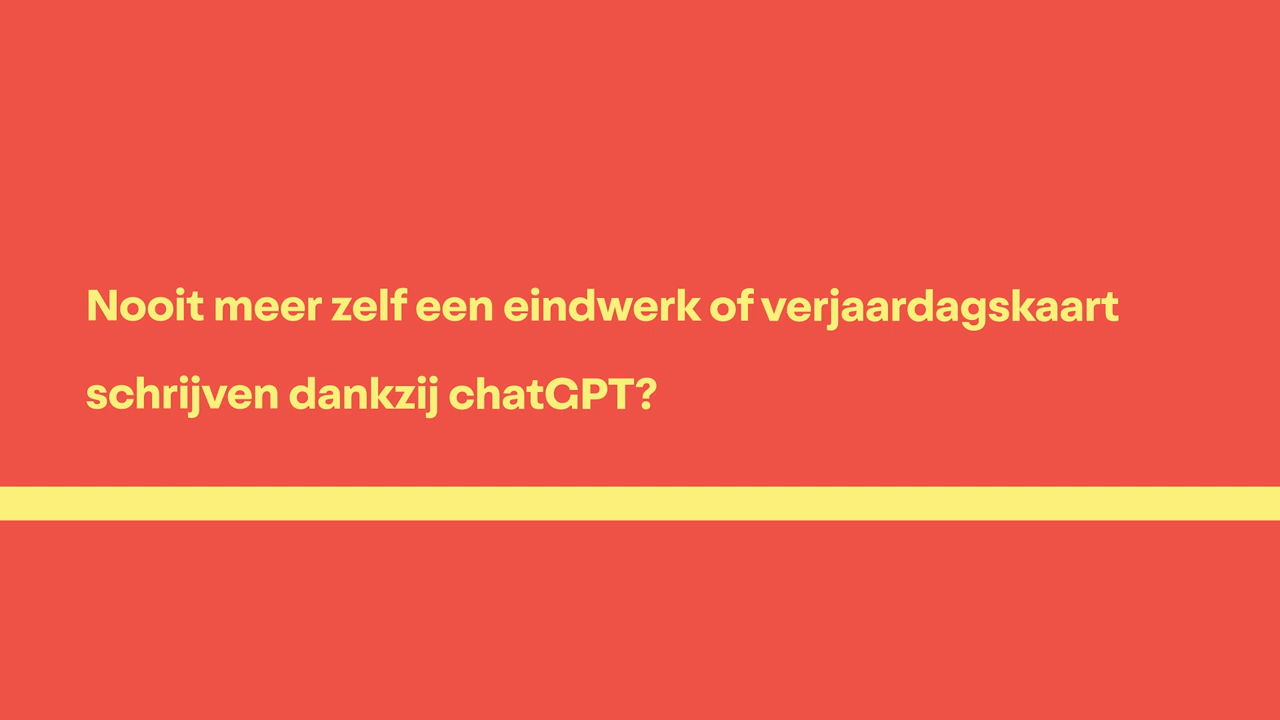 Nooit meer zelf een eindwerk of verjaardagskaart
schrijven dankzij chatGPT?